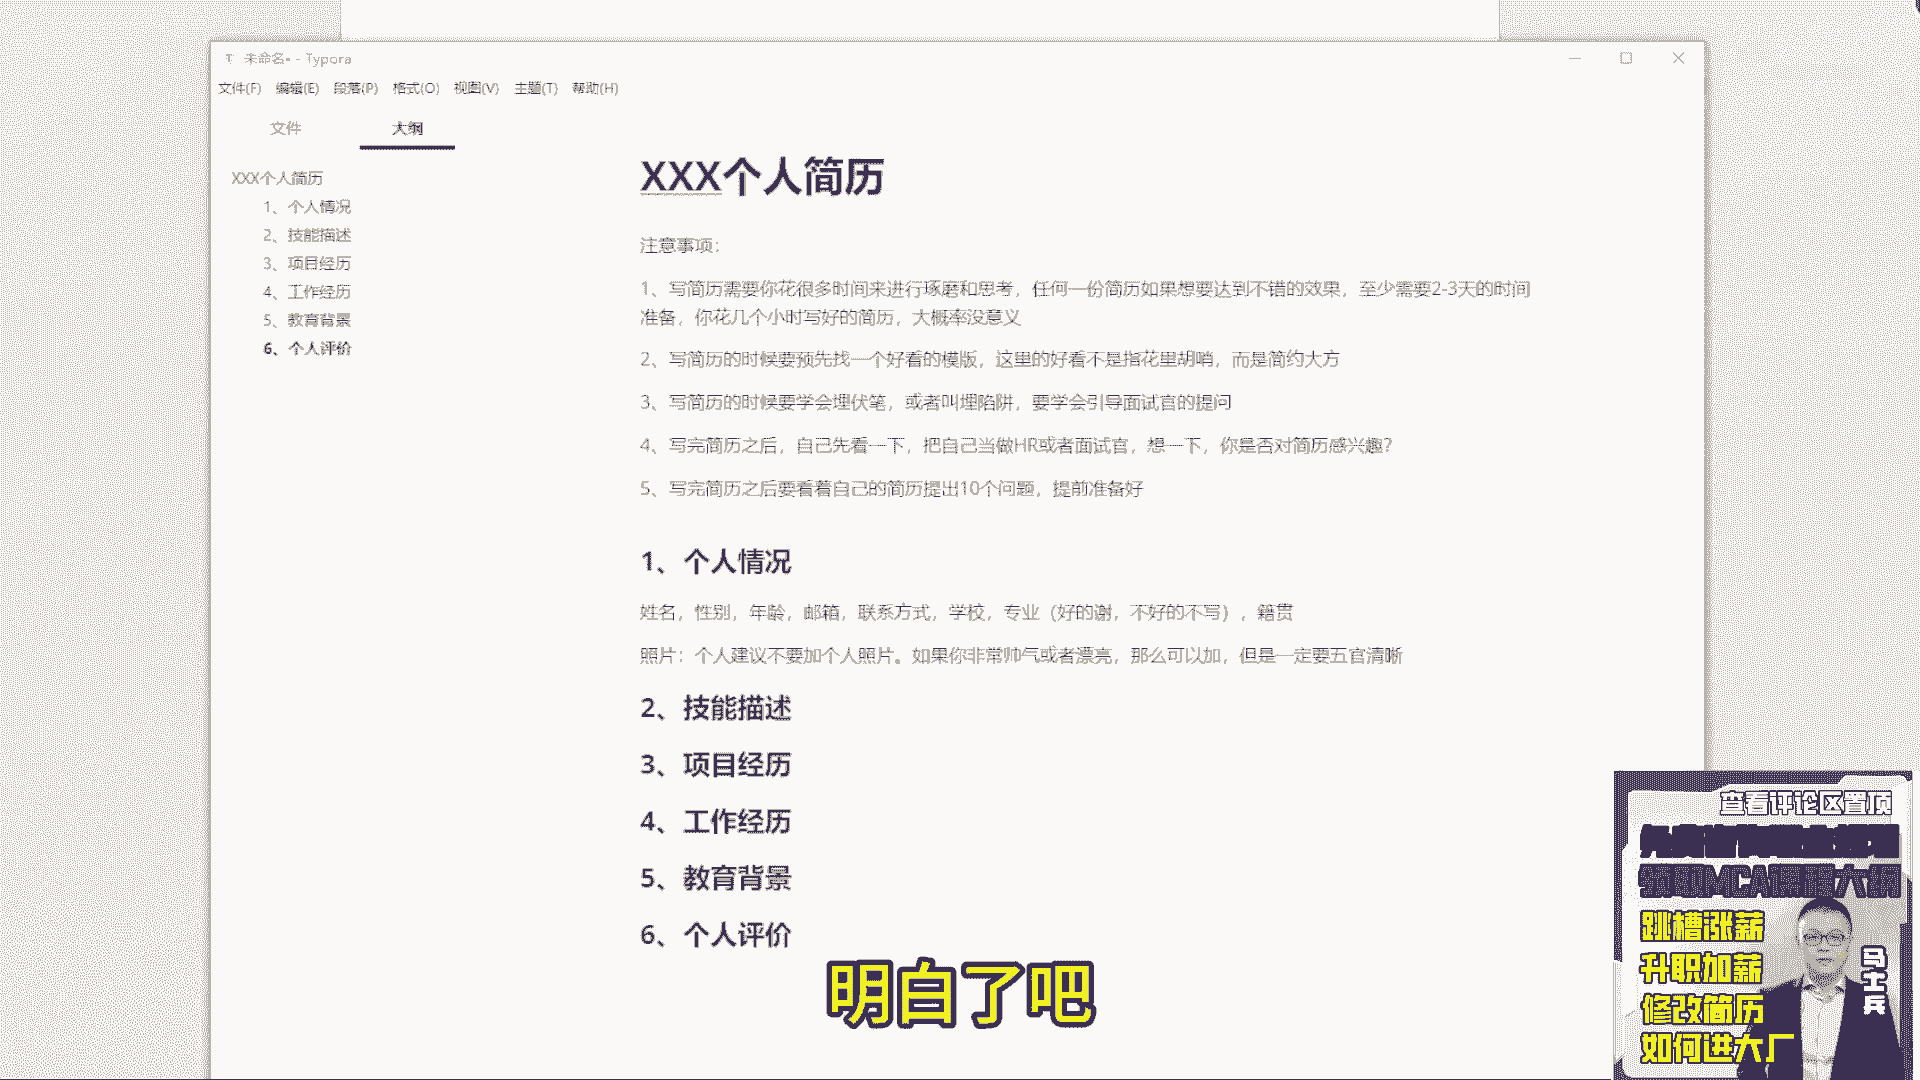 T 未命名• - Typora
文件(F) 编辑(E) 段落(P) 格式(O) 视图(V) 主题(T) 帮助(H)
文件 大纲
XXX个人简历
1、个人情况
2、技能描述
3、项目经历
4、工作经历
5、教育背景
6、个人评价
XXX个人简历
注意事项：
1、写简历需要你花很多时间来进行琢磨和思考，任何一份简历如果想要达到不错的效果，至少需要2-3天的时间
准备，你花几个小时写好的简历，大概率没意义
2、写简历的时候要预先找一个好看的模版，这里的好看不是指花里胡哨，而是简约大方
3、写简历的时候要学会埋伏笔，或者叫埋陷阱，要学会引导面试官的提问
4、写完简历之后，自己先看一下，把自己当做HR或者面试官，想一下，你是否对简历感兴趣？
5、写完简历之后要看着自己的简历提出10个问题，提前准备好
1、个人情况
姓名，性别，年龄，邮箱，联系方式，学校，专业（好的谢，不好的不写），籍贯
照片：个人建议不要加个人照片。如果你非常帅气或者漂亮，那么可以加，但是一定要五官清晰
2、技能描述
3、项目经历
4、工作经历
5、教育背景
6、个人评价
明白了吧
查看评论区置顶
领取MCA课程大纲
跳槽涨薪
升职加薪
修改简历
如何进大厂
马士兵